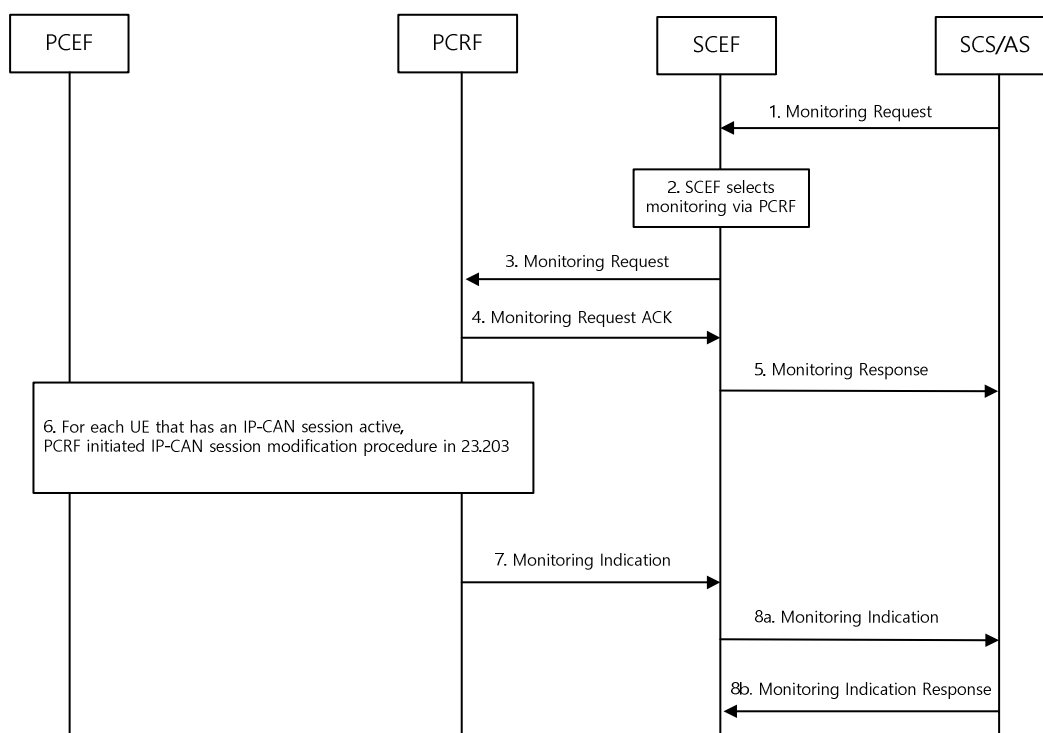 PCEF
PCRF
SCEF
SCS/AS
1. Monitoring Request
2. SCEF selects
monitoring via PCRF
3. Monitoring Request
4. Monitoring Request ACK
5. Monitoring Response
6. For each UE that has an IP-CAN session active,
PCRF initiated IP-CAN session modification procedure in 23.203
7. Monitoring Indication
8a. Monitoring Indication
8b. Monitoring Indication Response